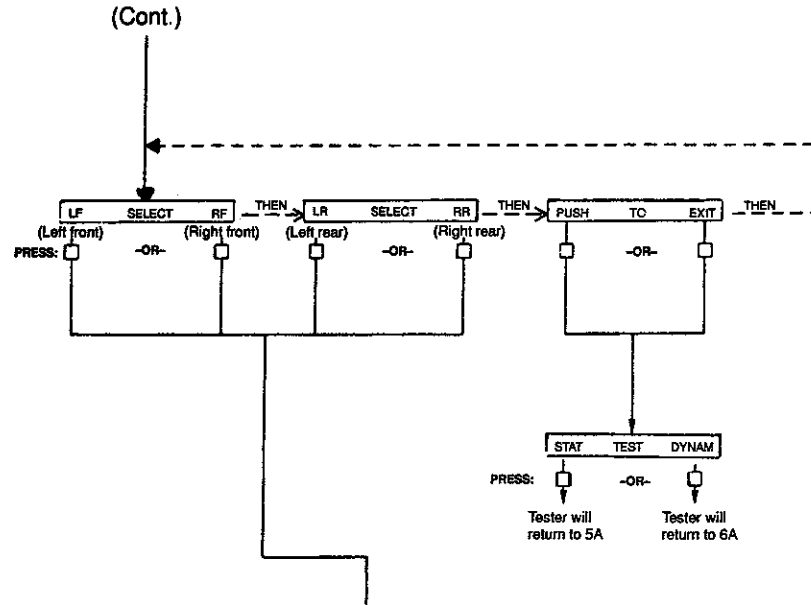 (Cont.)
LF SELECT RF THEN LR SELECT RR THEN PUSH TO EXIT THEN
(Left front) (Right front) (Left rear) (Right rear)
PRESS: -OR- -OR- -OR-
STAT TEST DYNAM
PRESS: -OR-
Tester will return to 5A
Tester will return to 6A